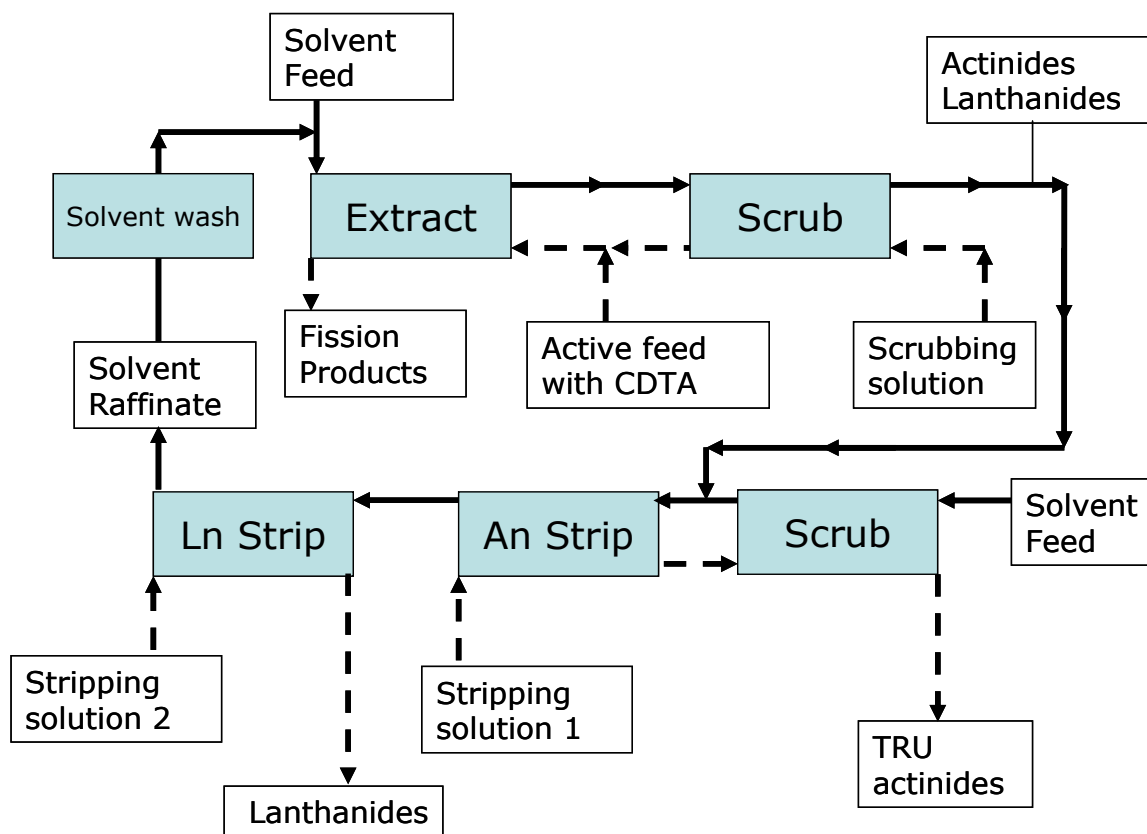 Solvent
Feed
Actinides
Lanthanides
Solvent wash
Extract
Scrub
Fission
Products
Active feed
with CDTA
Scrubbing
solution
Solvent
Raffinate
Ln Strip
An Strip
Scrub
Solvent
Feed
Stripping
solution 2
Stripping
solution 1
TRU
actinides
Lanthanides